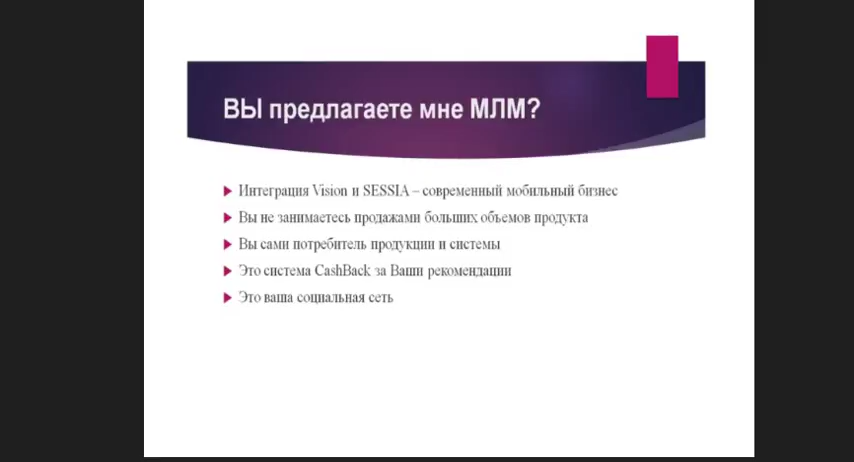 ВЫ предлагаете мне МЛМ?
Интеграция Vision и SESSIA – современный мобильный бизнес
Вы не занимаетесь продажами больших объемов продукта
Вы сами потребитель продукции и системы
Это система CashBack за Ваши рекомендации
Это ваша социальная сеть